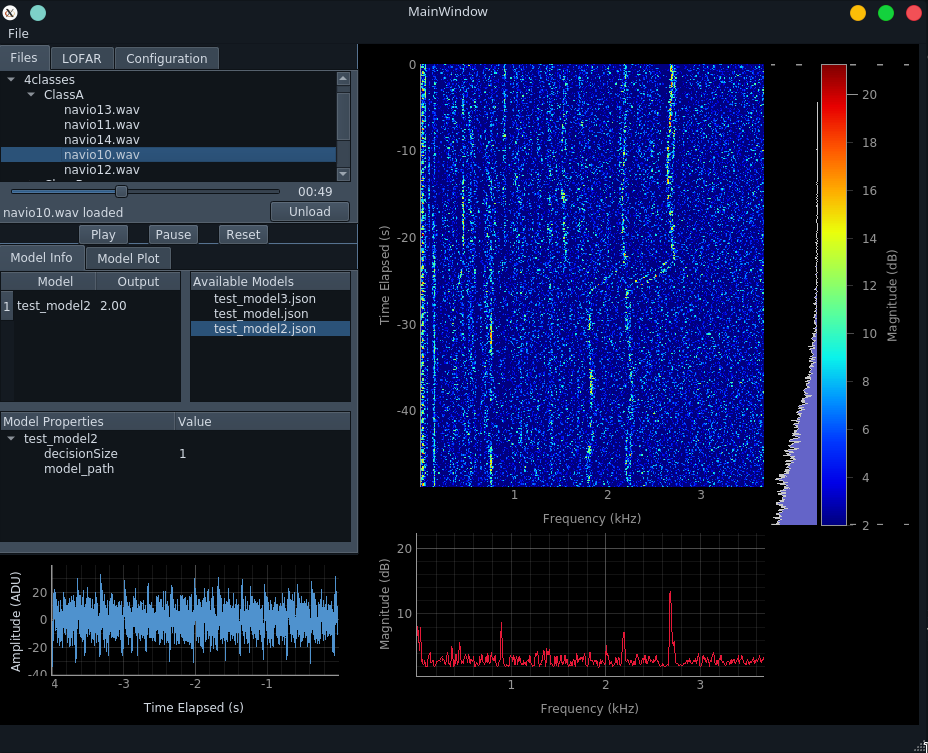 MainWindow
File
Files LOFAR Configuration
4classes
ClassA
navio13.wav
navio11.wav
navio14.wav
navio10.wav
navio12.wav
00:49
navio10.wav loaded Unload
Play Pause Reset
Model Info Model Plot
Model Output
1 test_model2 2.00
Available Models
test_model3.json
test_model.json
test_model2.json
Model Properties Value
test_model2
decisionSize 1
model_path
Amplitude (ADU)
20
0
-20
-40
4 -3 -2 -1
Time Elapsed (s)
Time Elapsed (s)
0
-10
-20
-30
-40
1 2 3
Frequency (kHz)
20
18
16
14
12
10
8
6
4
2
Magnitude (dB)
Magnitude (dB)
20
10
1 2 3
Frequency (kHz)